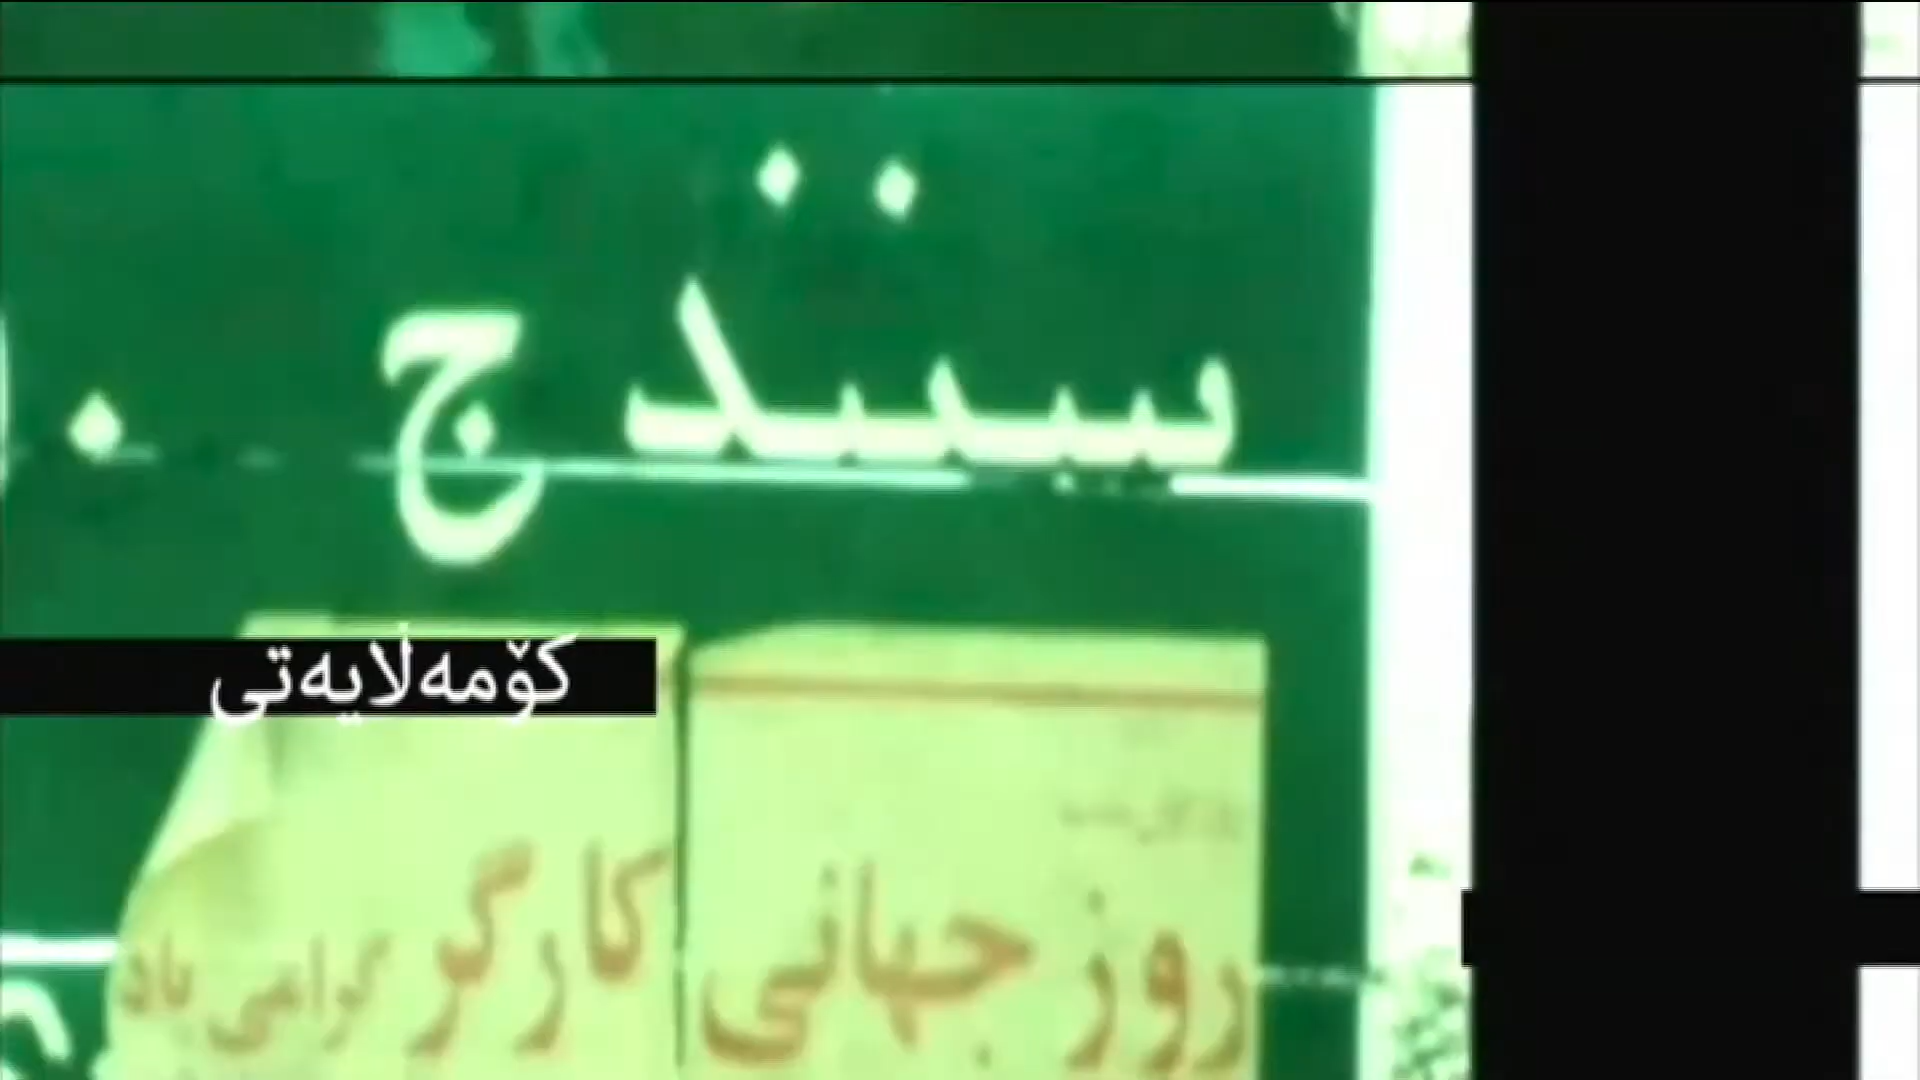 سنندج
کۆمەڵایەتی
روز جهانی کارگر گرامی باد